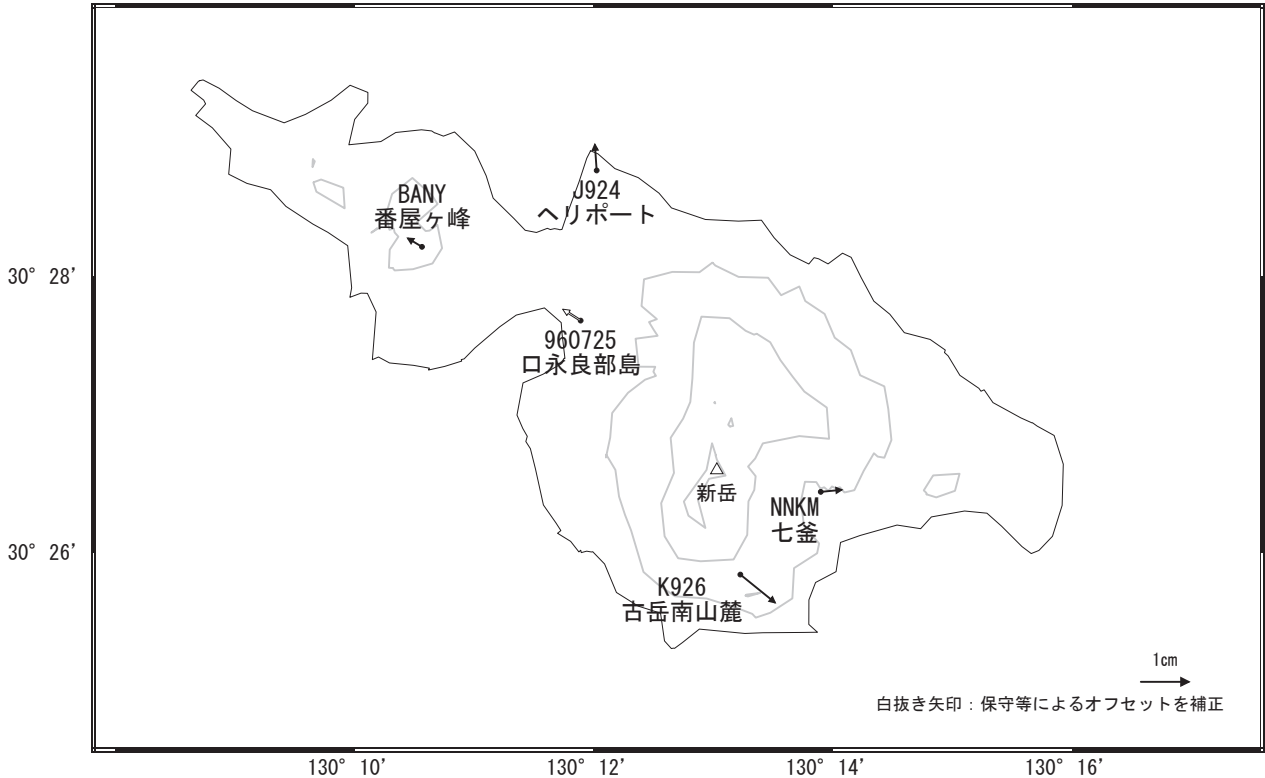 BANY
番屋ヶ峰
J924
ヘリポート
30° 28'
960725
口永良部島
新岳
NNKM
七釜
30° 26'
K926
古岳南山麓
1cm
白抜き矢印：保守等によるオフセットを補正
130° 10'
130° 12'
130° 14'
130° 16'